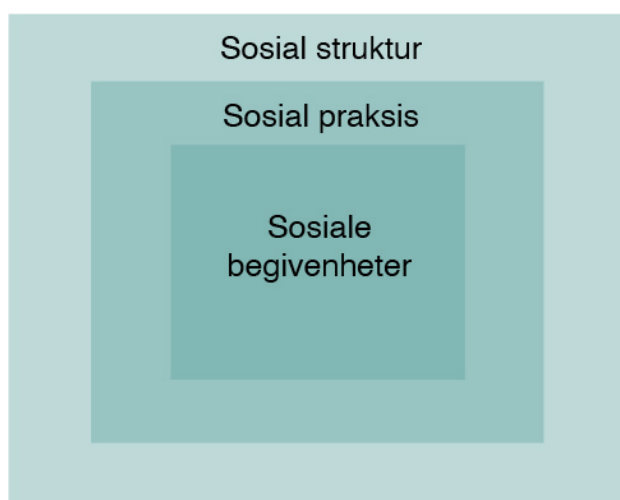 Sosial struktur
Sosial praksis
Sosiale
begivenheter